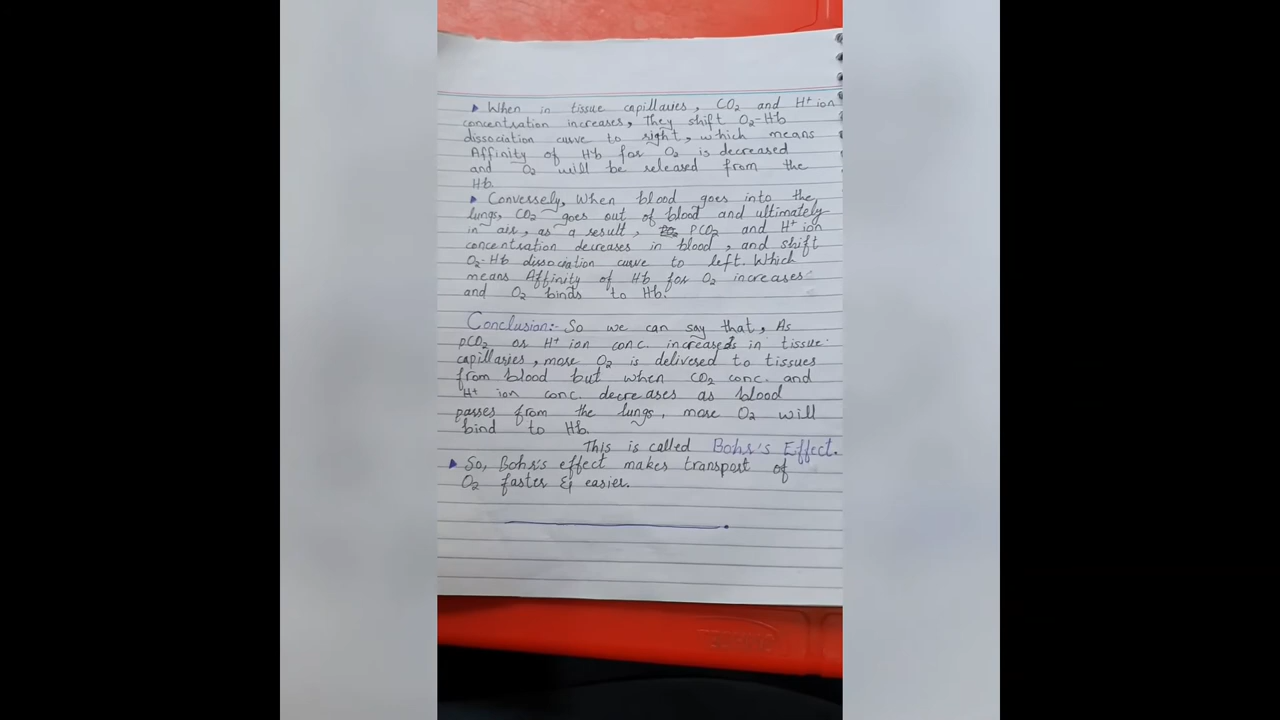 ▸ When in tissue capillaries, CO₂ and H⁺ ion
concentration increases, They shift O₂-Hb
dissociation curve to right, which means
Affinity of Hb for O₂ is decreased
and O₂ will be released from the
Hb.
▸ Conversely, When blood goes into the
lungs, CO₂ goes out of blood and ultimately
in air, as a result, PCO₂ and H⁺ ion
concentration decreases in blood, and shift
O₂-Hb dissociation curve to left. Which
means Affinity of Hb for O₂ increases
and O₂ binds to Hb.
Conclusion:- So we can say that, As
PCO₂ or H⁺ ion conc. increases in tissue
capillaries, more O₂ is delivered to tissues
from blood but when CO₂ conc. and
H⁺ ion conc. decreases as blood
passes from the lungs, more O₂ will
bind to Hb.
This is called Bohr's Effect.
▸ So, Bohr's effect makes transport of
O₂ faster & easier.